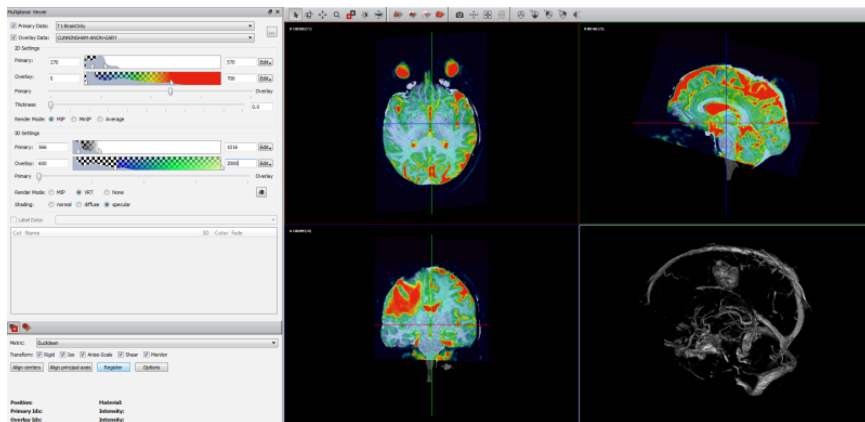 Multiplanar Viewer
Primary Data: T1-BrainOnly
Overlay Data: CUNNINGHAM-ANON-GARY
...
2D Settings
Primary: 270 570 Edit
Overlay: 0 700 Edit
Primary Overlay
Thickness 0.0
Render Mode: MIP MinIP Average
3D Settings
Primary: 566 1016 Edit
Overlay: 600 2000 Edit
Primary Overlay
Render Mode: MIP VRT None
Shading: normal diffuse specular
Label Data:
Col Name ID Color Fade
Metric: Euclidean
Transform: Rigid Iso Aniso-Scale Shear Monitor
Align centers Align principal axes Register Options
Position: Material:
Primary Idx: Intensity:
Overlay Idx: Intensity: